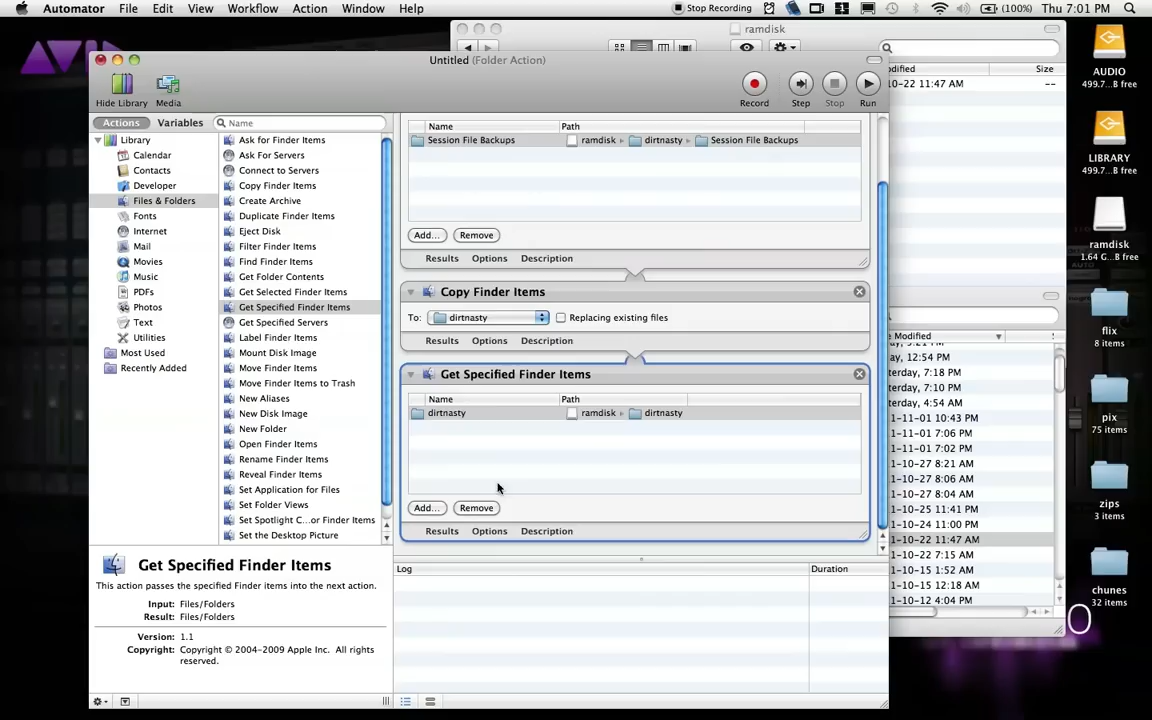 Automator File Edit View Workflow Action Window Help
Stop Recording (100%) Thu 7:01 PM
Untitled (Folder Action)
Hide Library Media Record Step Stop Run
Actions Variables Name
Library
Calendar
Contacts
Developer
Files & Folders
Fonts
Internet
Mail
Movies
Music
PDFs
Photos
Text
Utilities
Most Used
Recently Added
Ask for Finder Items
Ask For Servers
Connect to Servers
Copy Finder Items
Create Archive
Duplicate Finder Items
Eject Disk
Filter Finder Items
Find Finder Items
Get Folder Contents
Get Selected Finder Items
Get Specified Finder Items
Get Specified Servers
Label Finder Items
Mount Disk Image
Move Finder Items
Move Finder Items to Trash
New Aliases
New Disk Image
New Folder
Open Finder Items
Rename Finder Items
Reveal Finder Items
Set Application for Files
Set Folder Views
Set Spotlight C...or Finder Items
Set the Desktop Picture
Get Specified Finder Items
This action passes the specified Finder items into the next action.
Input: Files/Folders
Result: Files/Folders
Version: 1.1
Copyright: Copyright © 2004-2009 Apple Inc. All rights
reserved.
Name Path
Session File Backups ramdisk dirtnasty Session File Backups
Add... Remove
Results Options Description
Copy Finder Items
To: dirtnasty Replacing existing files
Results Options Description
Get Specified Finder Items
Name Path
dirtnasty ramdisk dirtnasty
Add... Remove
Results Options Description
Log Duration
ramdisk
odified Size
10-22 11:47 AM --
e Modified
ay, 12:54 PM
terday, 7:18 PM
terday, 7:10 PM
terday, 4:54 AM
1-11-01 10:43 PM
1-11-01 7:06 PM
1-11-01 7:02 PM
1-10-27 8:21 AM
1-10-27 8:06 AM
1-10-27 8:04 AM
1-10-25 11:41 PM
1-10-24 11:00 PM
1-10-22 11:47 AM
1-10-22 7:15 AM
1-10-15 1:52 AM
1-10-15 12:18 AM
1-10-12 4:04 PM
AUDIO
499.7...B free
LIBRARY
499.7...B free
ramdisk
1.64 G...B free
flix
8 items
pix
75 items
zips
3 items
chunes
32 items